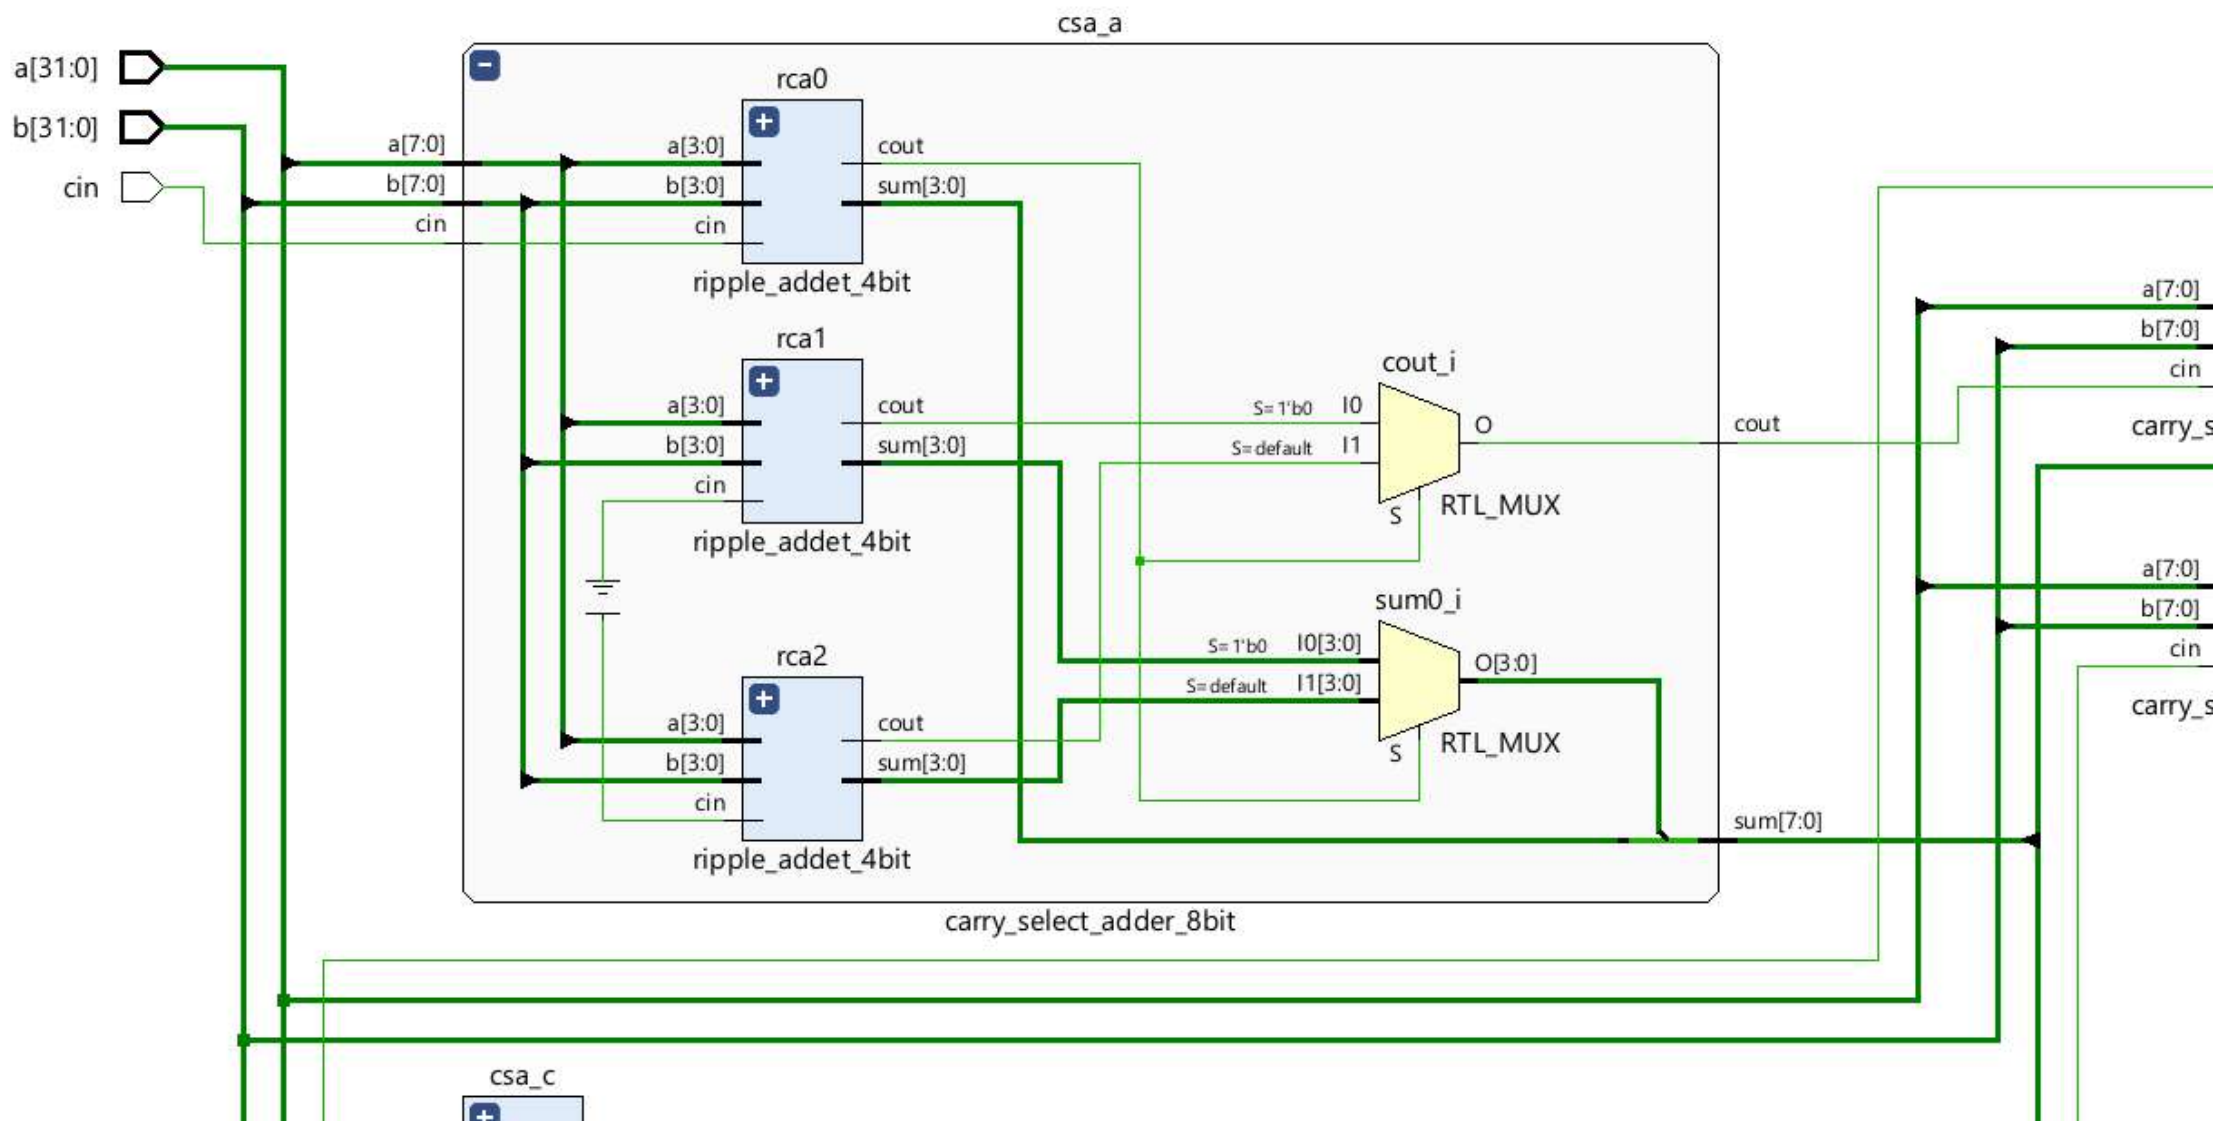 csa_a
a[31:0]
b[31:0]
cin
a[7:0]
b[7:0]
cin
rca0
a[3:0]
b[3:0]
cin
cout
sum[3:0]
ripple_addet_4bit
rca1
a[3:0]
b[3:0]
cin
cout
sum[3:0]
ripple_addet_4bit
rca2
a[3:0]
b[3:0]
cin
cout
sum[3:0]
ripple_addet_4bit
cout_i
S=1'b0 I0
S=default I1
O
S
RTL_MUX
sum0_i
S=1'b0 I0[3:0]
S=default I1[3:0]
O[3:0]
S
RTL_MUX
cout
sum[7:0]
carry_select_adder_8bit
a[7:0]
b[7:0]
cin
carry_s
a[7:0]
b[7:0]
cin
carry_s
csa_c